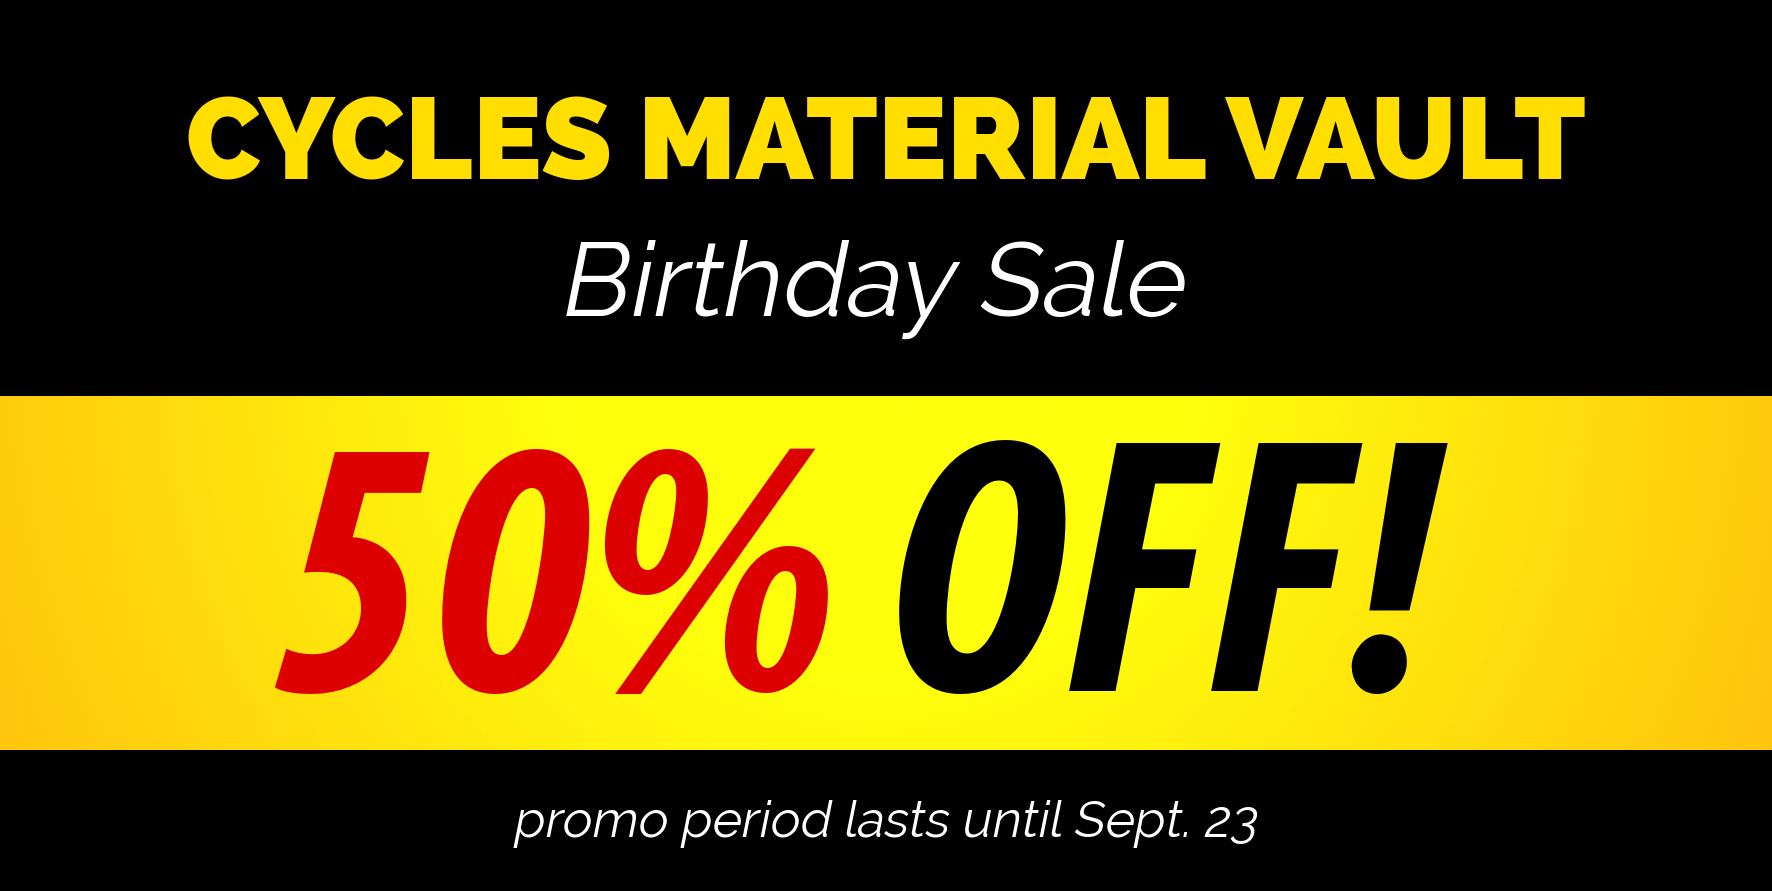 CYCLES MATERIAL VAULT
Birthday Sale
50% OFF!
promo period lasts until Sept. 23